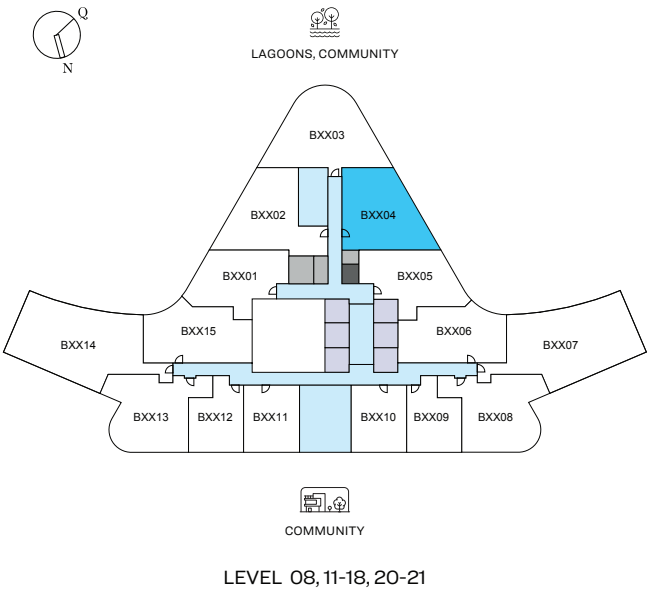 Q
N
LAGOONS, COMMUNITY
BXX03
BXX02
BXX04
BXX01
BXX05
BXX15
BXX06
BXX14
BXX07
BXX13
BXX12
BXX11
BXX10
BXX09
BXX08
COMMUNITY
LEVEL 08, 11-18, 20-21